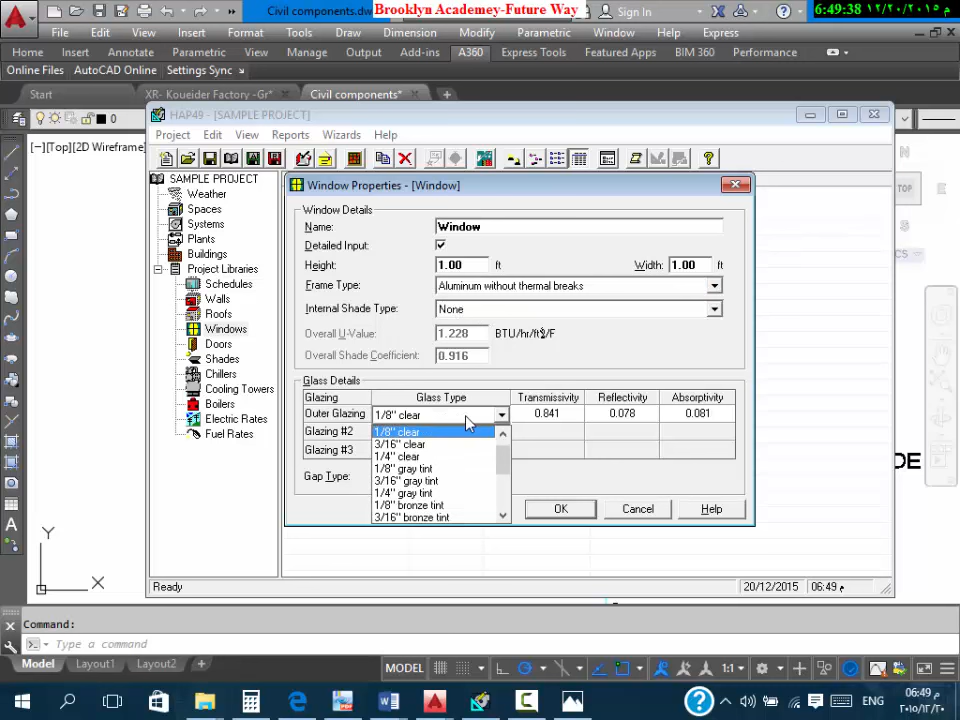 Civil components.dw
Brooklyn Academey-Future Way
Sign In
6:49:38 م ١٢/٢٠/٢٠١٥
File Edit View Insert Format Tools Draw Dimension Modify Parametric Window Help Express
Home Insert Annotate Parametric View Manage Output Add-ins A360 Express Tools Featured Apps BIM 360 Performance
Online Files AutoCAD Online Settings Sync
Start XR- Koueider Factory -Gr* Civil components*
0
HAP49 - [SAMPLE PROJECT]
Project Edit View Reports Wizards Help
[−][Top][2D Wireframe]
SAMPLE PROJECT
Weather
Spaces
Systems
Plants
Buildings
Project Libraries
Schedules
Walls
Roofs
Windows
Doors
Shades
Chillers
Cooling Towers
Boilers
Electric Rates
Fuel Rates
Window Properties - [Window]
Window Details
Name: Window
Detailed Input:
Height: 1.00 ft Width: 1.00 ft
Frame Type: Aluminum without thermal breaks
Internal Shade Type: None
Overall U-Value: 1.228 BTU/hr/ft²/F
Overall Shade Coefficient: 0.916
Glass Details
Glazing Glass Type Transmissivity Reflectivity Absorptivity
Outer Glazing 1/8" clear 0.841 0.078 0.081
Glazing #2
Glazing #3
Gap Type:
1/8" clear
3/16" clear
1/4" clear
1/8" gray tint
3/16" gray tint
1/4" gray tint
1/8" bronze tint
3/16" bronze tint
OK Cancel Help
N
TOP
E
CS
S
DE
Y
X
Ready 20/12/2015 06:49 م
Command:
Type a command
Model Layout1 Layout2 +
MODEL 1:1
ENG
06:49 م
٢٠١٥/١٢/٢٠